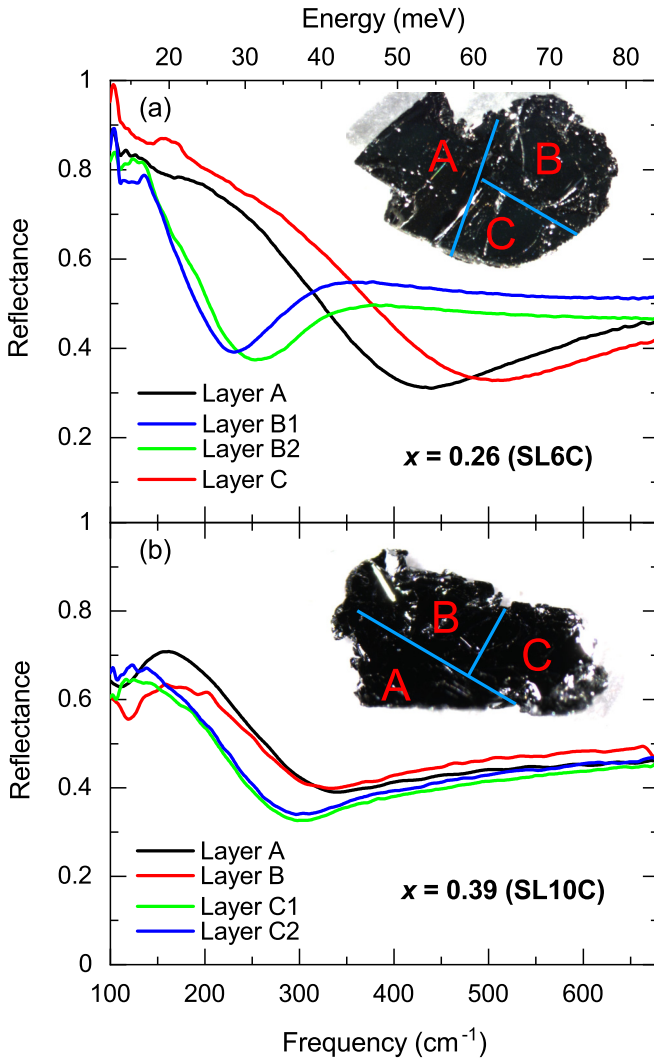 Energy (meV)
20 30 40 50 60 70 80
1
(a)
A
B
C
0.8
0.6
0.4
0.2
Reflectance
Layer A
Layer B1
Layer B2
Layer C
x = 0.26 (SL6C)
1
(b)
B
C
A
0.8
0.6
0.4
0.2
0
Reflectance
Layer A
Layer B
Layer C1
Layer C2
x = 0.39 (SL10C)
100 200 300 400 500 600
Frequency (cm⁻¹)